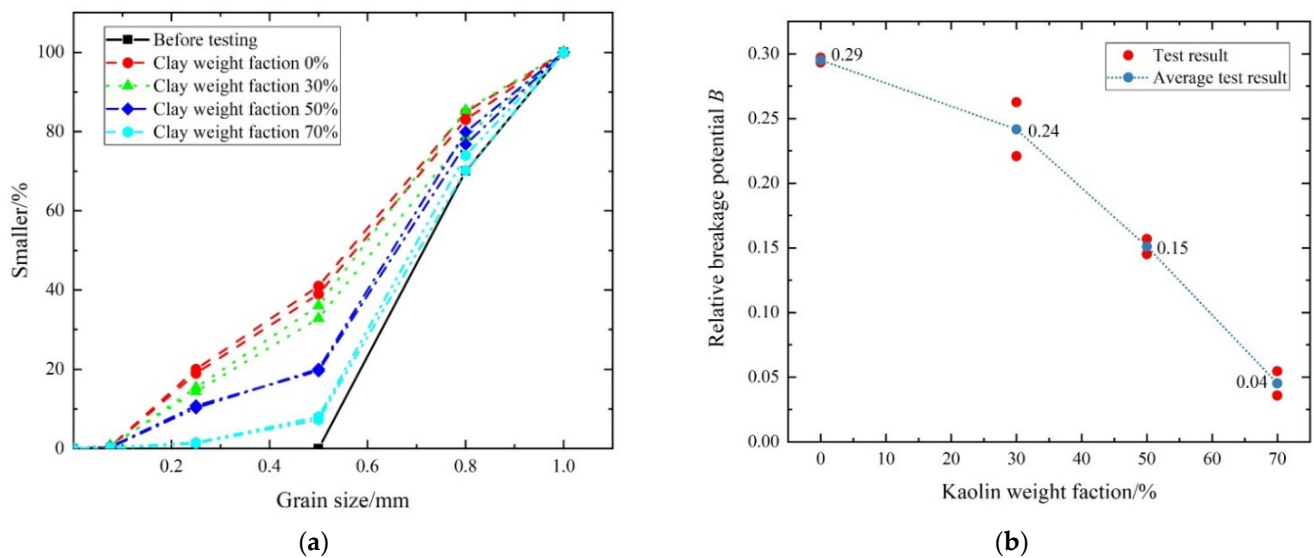 100
80
60
40
20
0
Smaller/%
Before testing
Clay weight faction 0%
Clay weight faction 30%
Clay weight faction 50%
Clay weight faction 70%
0.2 0.4 0.6 0.8 1.0
Grain size/mm
(a)
0.30
0.25
0.20
0.15
0.10
0.05
0.00
Relative breakage potential B
Test result
Average test result
0.29
0.24
0.15
0.04
0 10 20 30 40 50 60 70
Kaolin weight faction/%
(b)